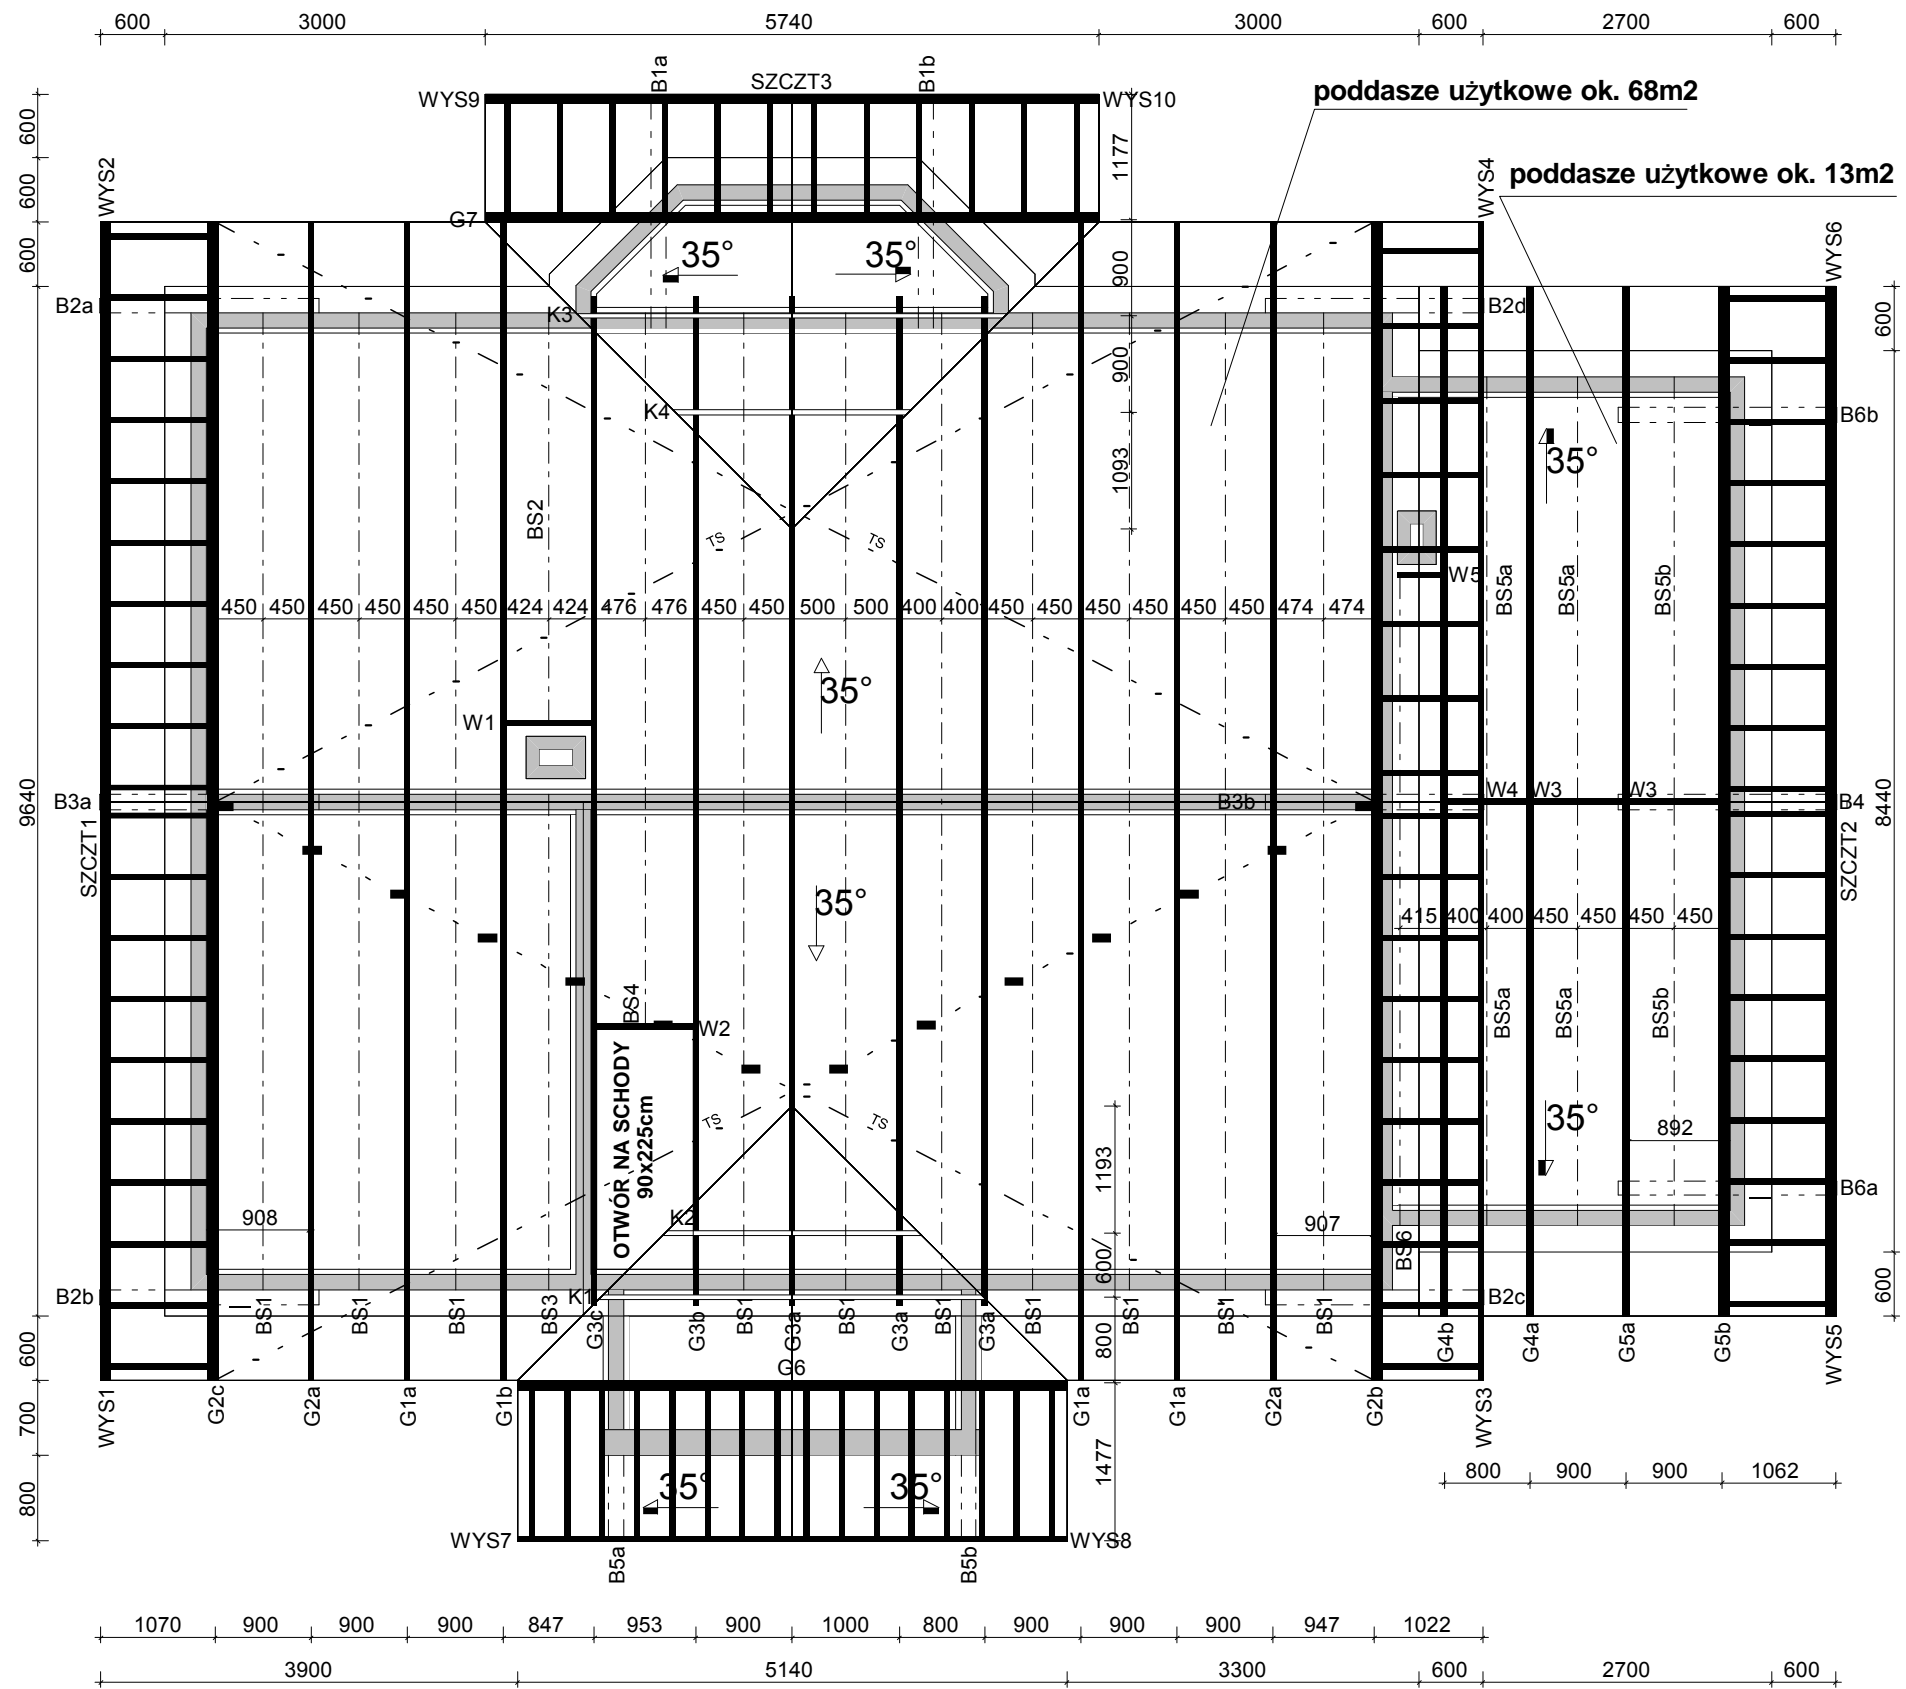 600 3000 5740 3000 600 2700 600
B1a SZCZT3 B1b
WYS9 WYS10
poddasze użytkowe ok. 68m2
poddasze użytkowe ok. 13m2
600
600
600
WYS2
1177
WYS4
WYS6
G7
35° 35°
900
B2a
K3
B2d
600
900
K4
B6b
1093
35°
BS2
TS TS
W5
BS5a BS5a BS5b
450 450 450 450 450 450 424 424 476 476 450 450 500 500 400 400 450 450 450 450 450 450 474 474
35°
W1
9640
B3a
B3b
W4 W3 W3
B4
8440
SZCZT1
SZCZT2
35°
415 400 400 450 450 450 450
BS4
W2
BS5a BS5a BS5b
OTWÓR NA SCHODY
90x225cm
TS TS
35°
892
1193
B6a
908
K2
907
BS6
600
B2b
K1
B2c
600
BS1 BS1 BS1 BS3 G3c G3b BS1 G3a BS1 G3a BS1 G3a BS1 BS1 BS1 BS1
G4b G4a G5a G5b WYS5
600
800
G6
WYS1 G2c G2a G1a G1b G1a G1a G2a G2b WYS3
700
1477
800 900 900 1062
35° 35°
800
WYS7 WYS8
B5a B5b
1070 900 900 900 847 953 900 1000 800 900 900 900 947 1022
3900 5140 3300 600 2700 600